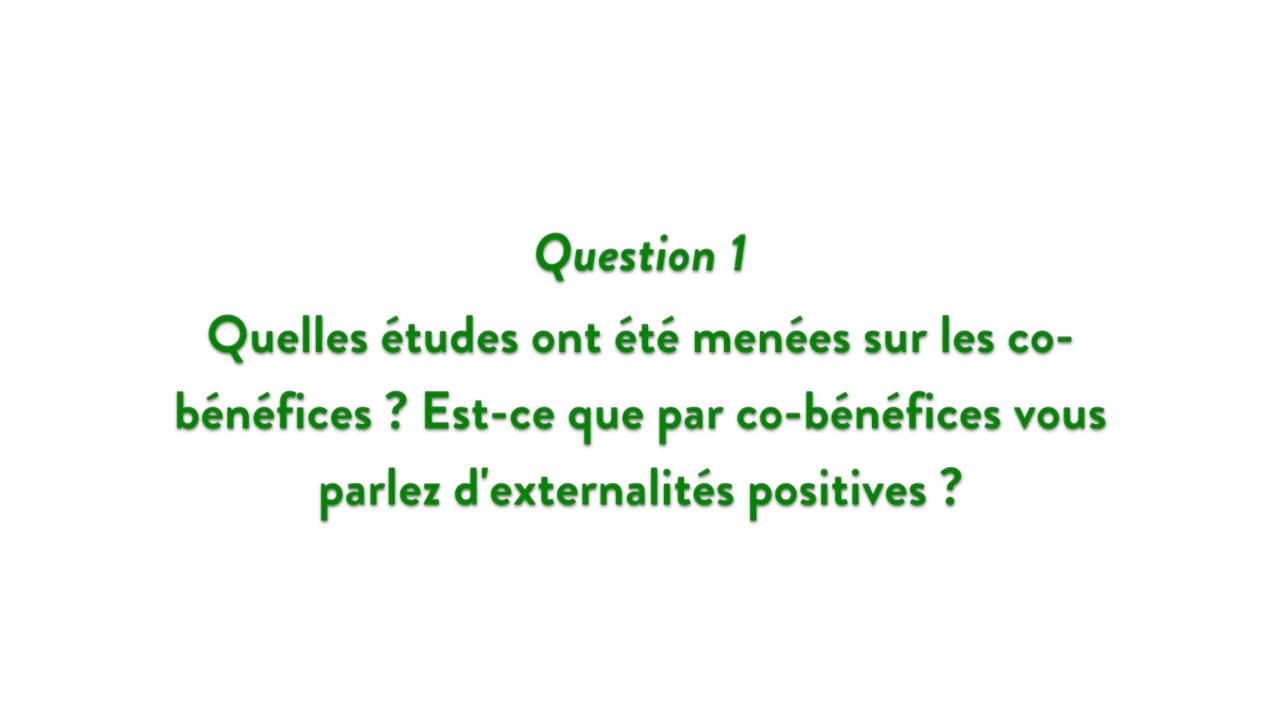 Question 1
Quelles études ont été menées sur les co-
bénéfices ? Est-ce que par co-bénéfices vous
parlez d'externalités positives ?